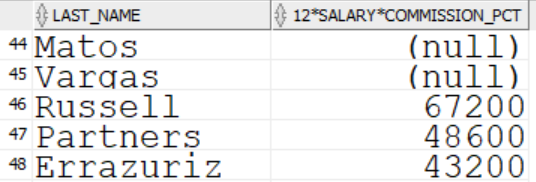 LAST_NAME 12*SALARY*COMMISSION_PCT
44 Matos (null)
45 Vargas (null)
46 Russell 67200
47 Partners 48600
48 Errazuriz 43200